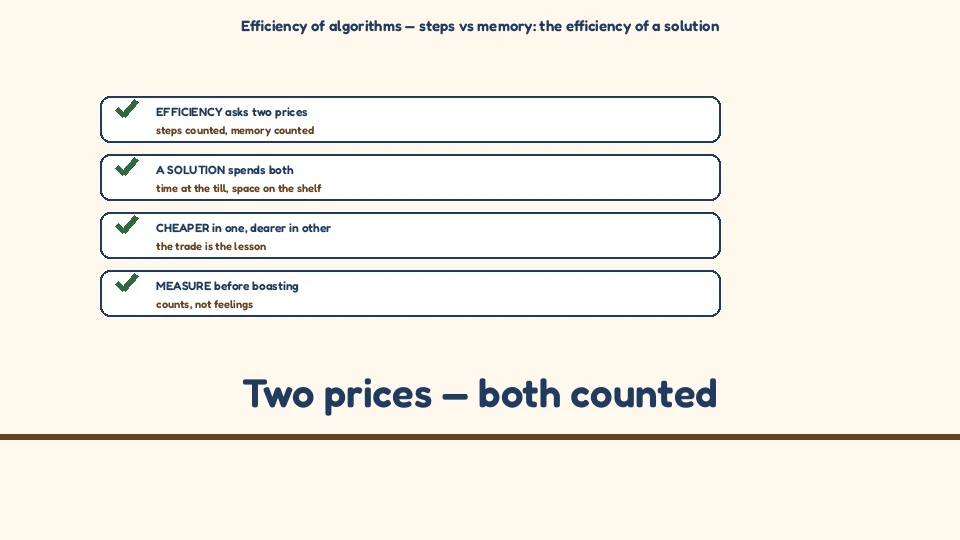 Efficiency of algorithms — steps vs memory: the efficiency of a solution
EFFICIENCY asks two prices
steps counted, memory counted
A SOLUTION spends both
time at the till, space on the shelf
CHEAPER in one, dearer in other
the trade is the lesson
MEASURE before boasting
counts, not feelings
Two prices — both counted